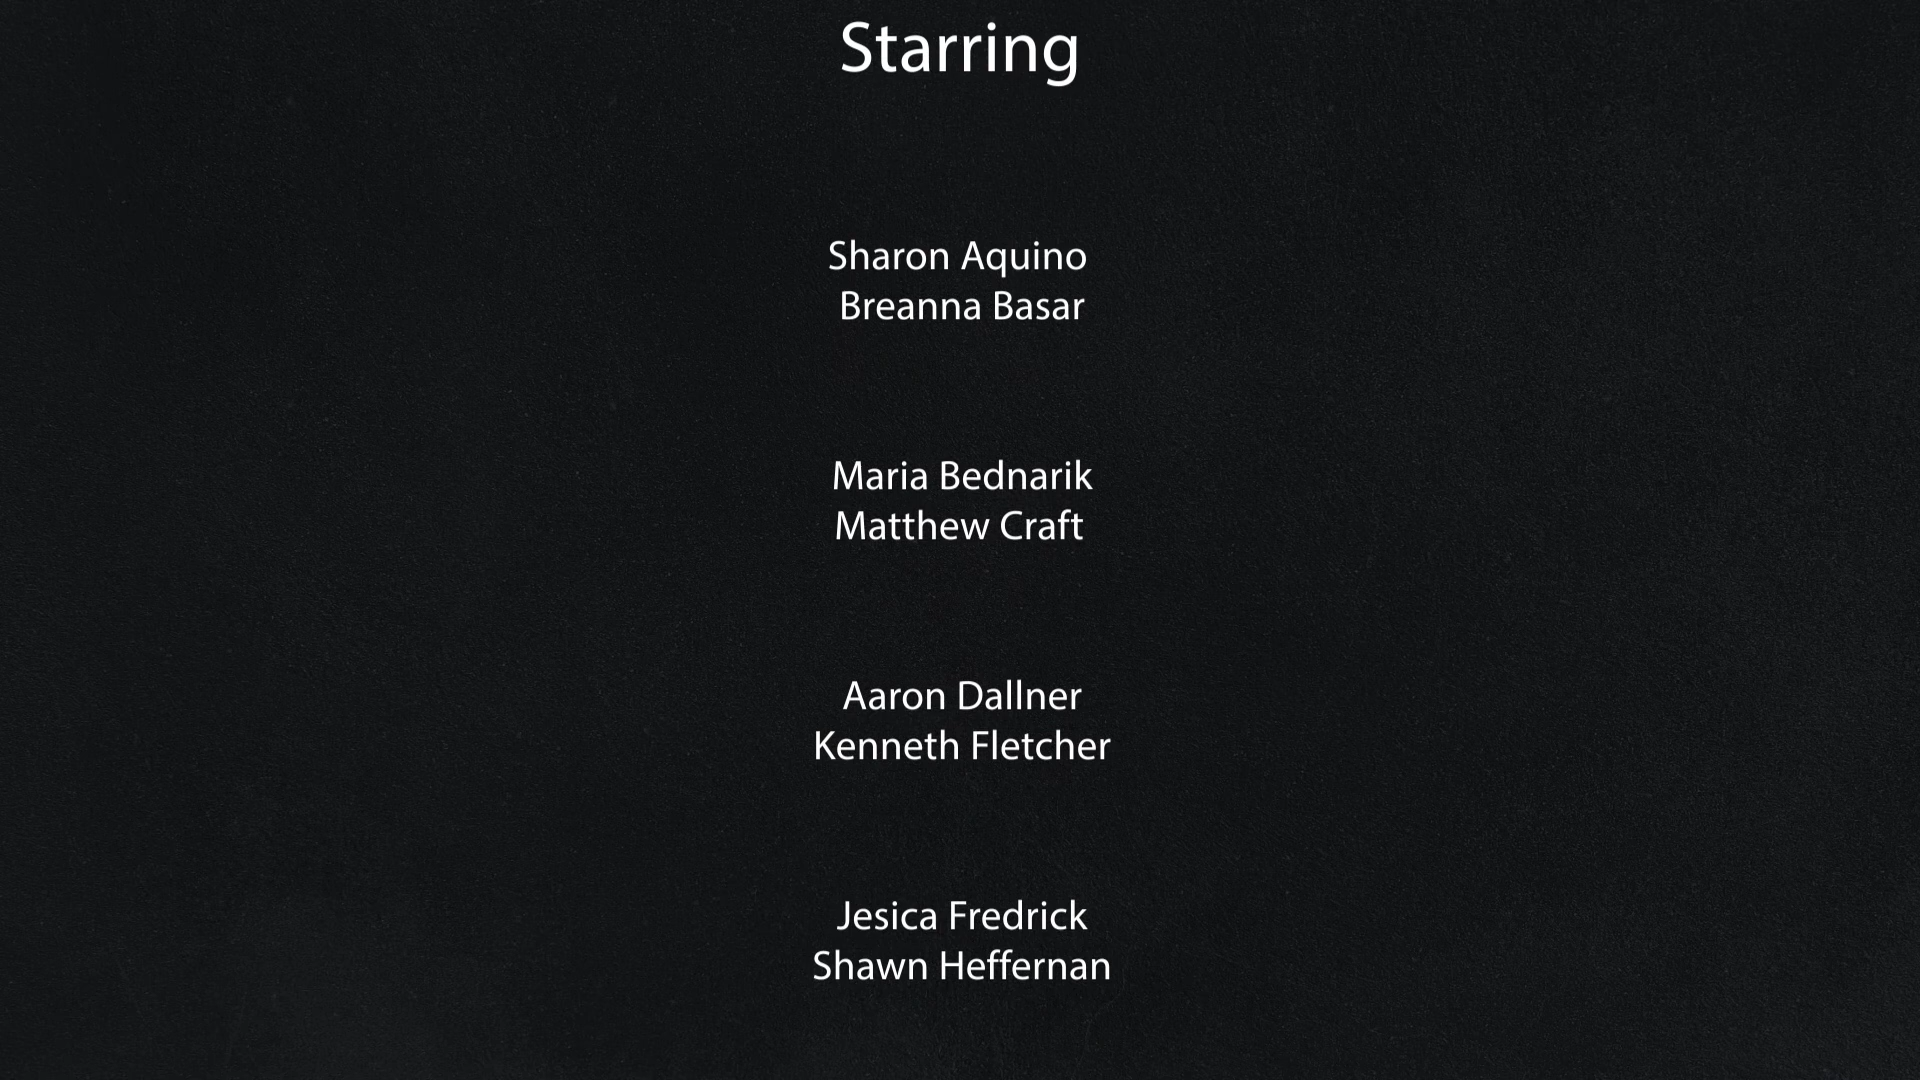 Starring
Sharon Aquino
Breanna Basar
Maria Bednarik
Matthew Craft
Aaron Dallner
Kenneth Fletcher
Jesica Fredrick
Shawn Heffernan